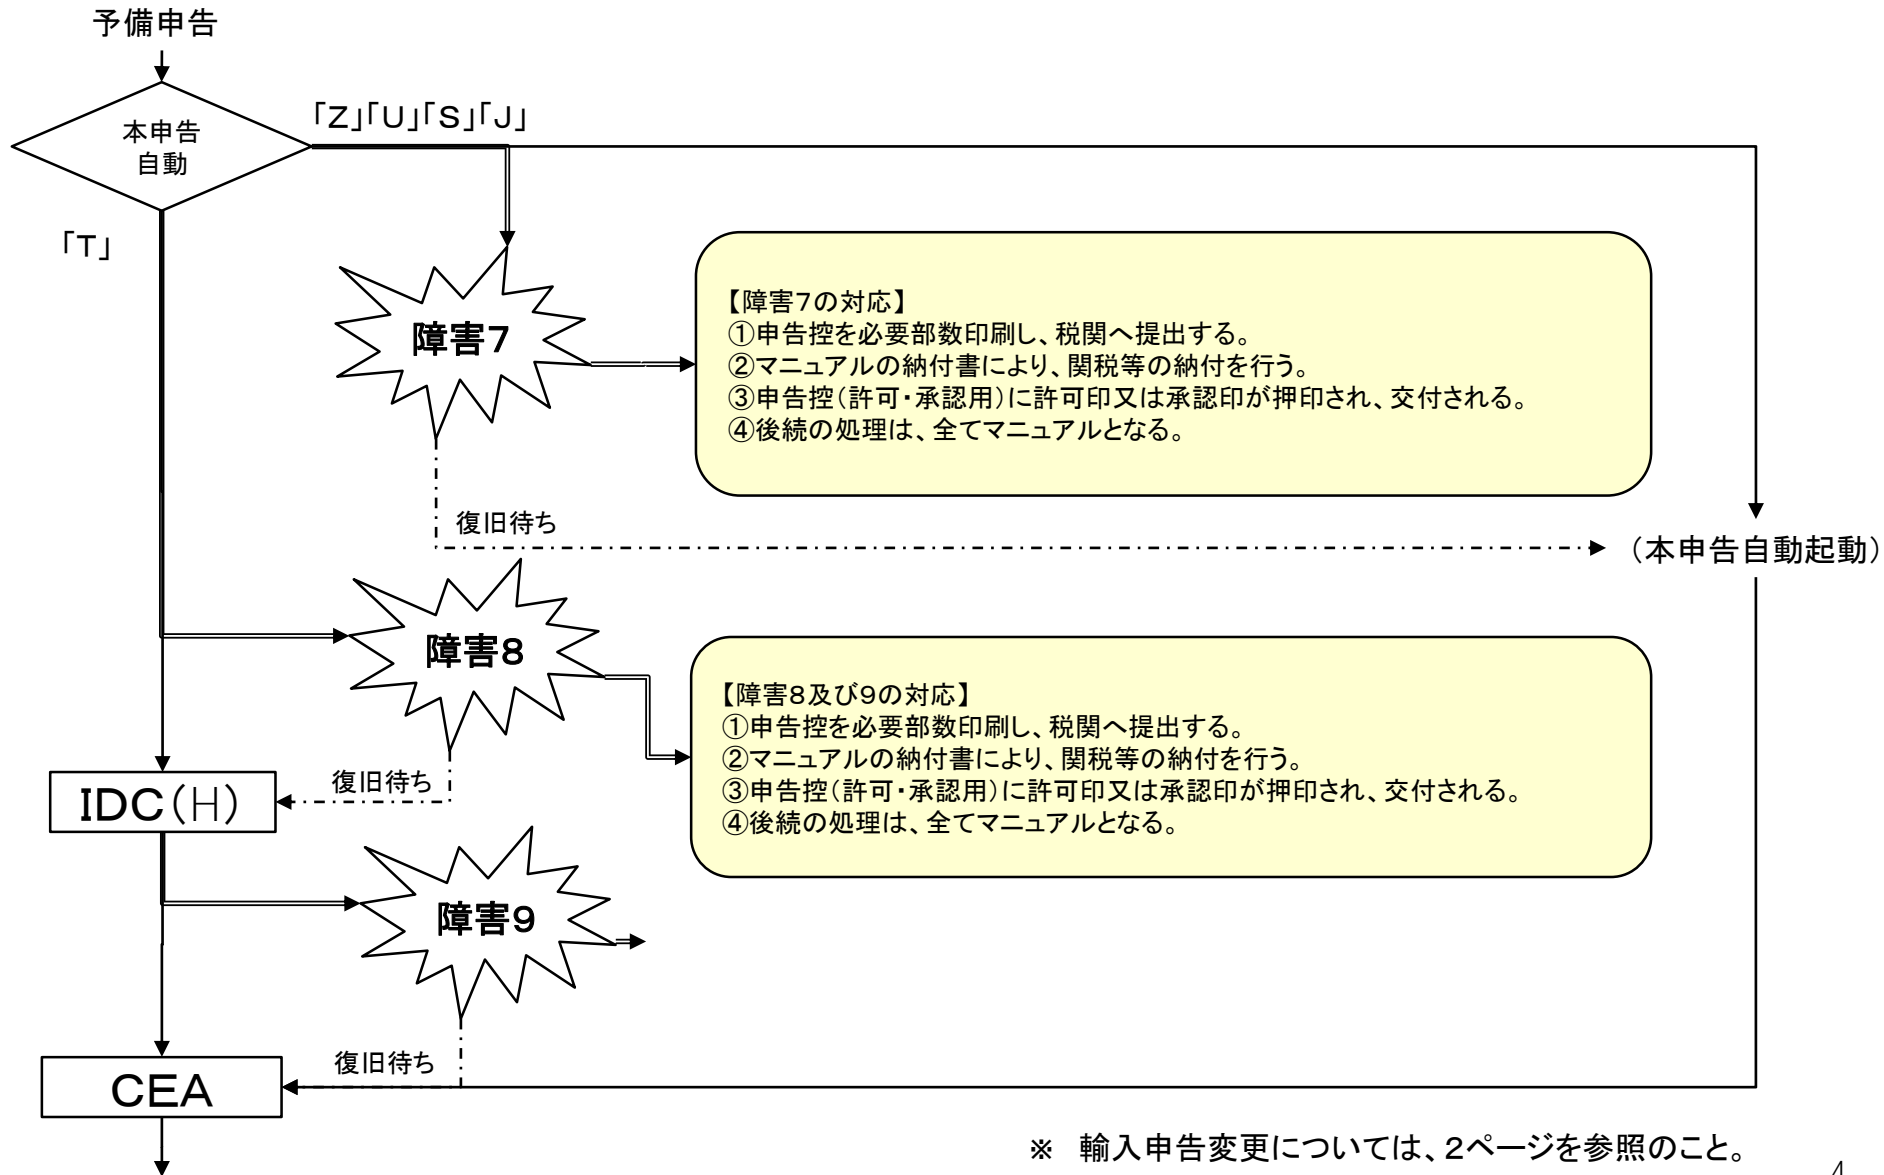 予備申告
「Z」「U」「S」「J」
本申告
自動
「T」
障害7
【障害7の対応】
①申告控を必要部数印刷し、税関へ提出する。
②マニュアルの納付書により、関税等の納付を行う。
③申告控(許可・承認用)に許可印又は承認印が押印され、交付される。
④後続の処理は、全てマニュアルとなる。
復旧待ち
(本申告自動起動)
障害8
【障害8及び9の対応】
①申告控を必要部数印刷し、税関へ提出する。
②マニュアルの納付書により、関税等の納付を行う。
③申告控(許可・承認用)に許可印又は承認印が押印され、交付される。
④後続の処理は、全てマニュアルとなる。
復旧待ち
IDC(H)
障害9
復旧待ち
CEA
※ 輸入申告変更については、2ページを参照のこと。
4